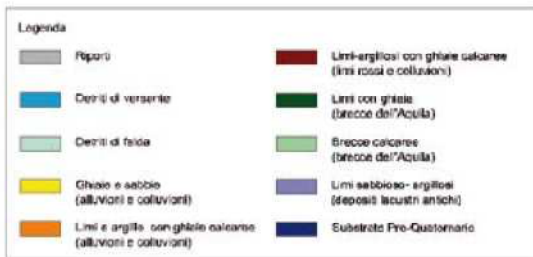 Legenda
Riporti
Detriti di versante
Detriti di falda
Ghiaie e sabbie
(alluvioni e colluvioni)
Limi e argille con ghiaie calcaree
(alluvioni e colluvioni)
Limi-argillosi con ghiaie calcaree
(limi rossi e colluvioni)
Limi con ghiaie
(brecce dell'Aquila)
Brecce calcaree
(brecce dell'Aquila)
Limi sabbioso- argillosi
(depositi lacustri antichi)
Substrato Pre-Quaternario